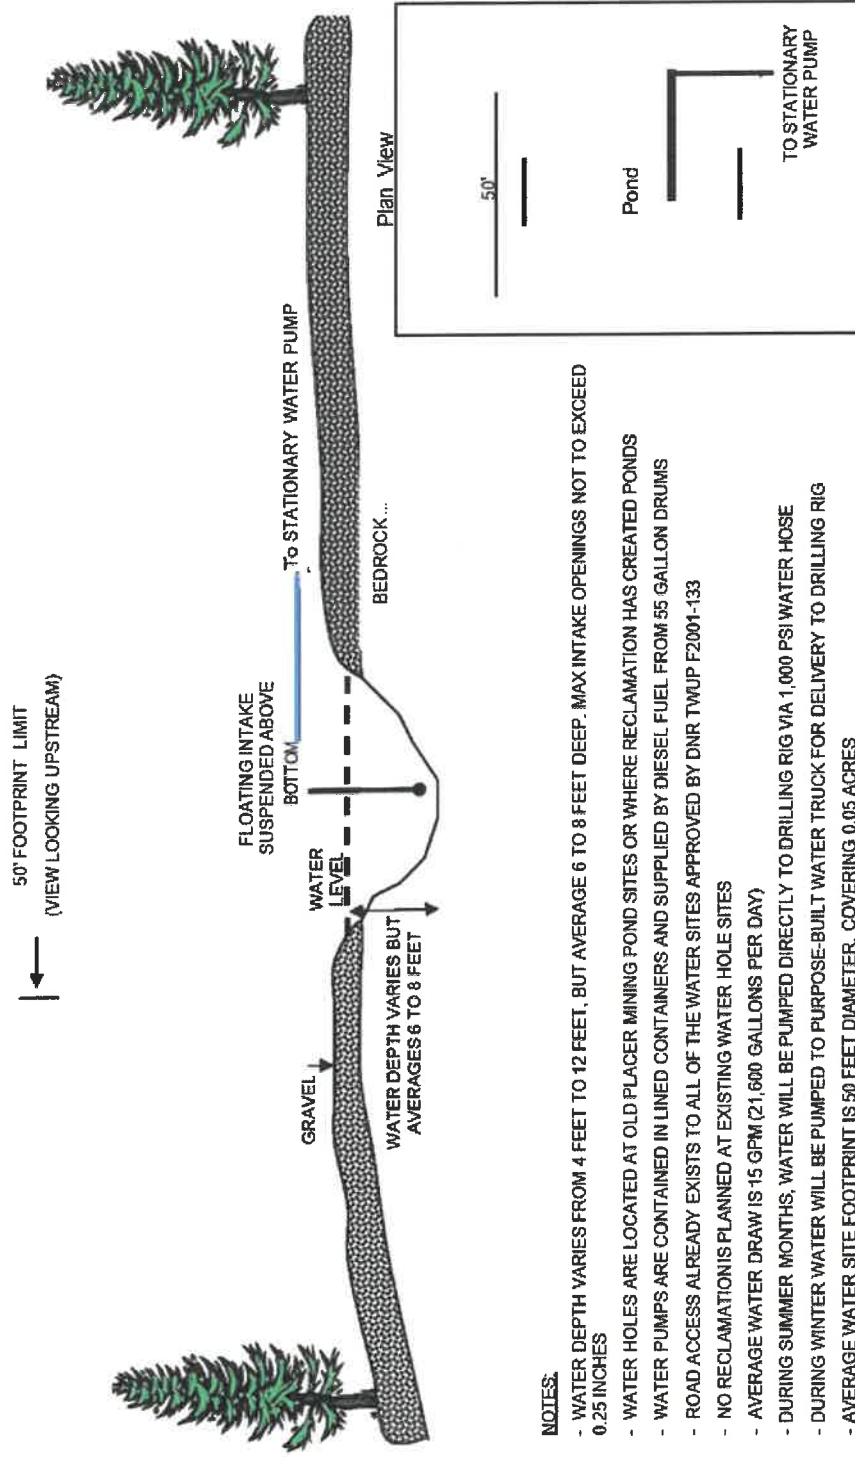 50' FOOTPRINT LIMIT
(VIEW LOOKING UPSTREAM)
FLOATING INTAKE
SUSPENDED ABOVE
BOTTOM
To STATIONARY WATER PUMP
WATER
LEVEL
GRAVEL
WATER DEPTH VARIES BUT
AVERAGES 6 TO 8 FEET
BEDROCK...
Plan View
50'
Pond
TO STATIONARY
WATER PUMP
NOTES:
- WATER DEPTH VARIES FROM 4 FEET TO 12 FEET, BUT AVERAGE 6 TO 8 FEET DEEP. MAX INTAKE OPENINGS NOT TO EXCEED
0.25 INCHES
- WATER HOLES ARE LOCATED AT OLD PLACER MINING POND SITES OR WHERE RECLAMATION HAS CREATED PONDS
- WATER PUMPS ARE CONTAINED IN LINED CONTAINERS AND SUPPLIED BY DIESEL FUEL FROM 55 GALLON DRUMS
- ROAD ACCESS ALREADY EXISTS TO ALL OF THE WATER SITES APPROVED BY DNR TWUP F2001-133
- NO RECLAMATION IS PLANNED AT EXISTING WATER HOLE SITES
- AVERAGE WATER DRAW IS 15 GPM (21,600 GALLONS PER DAY)
- DURING SUMMER MONTHS, WATER WILL BE PUMPED DIRECTLY TO DRILLING RIG VIA 1,000 PSI WATER HOSE
- DURING WINTER WATER WILL BE PUMPED TO PURPOSE-BUILT WATER TRUCK FOR DELIVERY TO DRILLING RIG
- AVERAGE WATER SITE FOOTPRINT IS 50 FEET DIAMETER, COVERING 0.05 ACRES